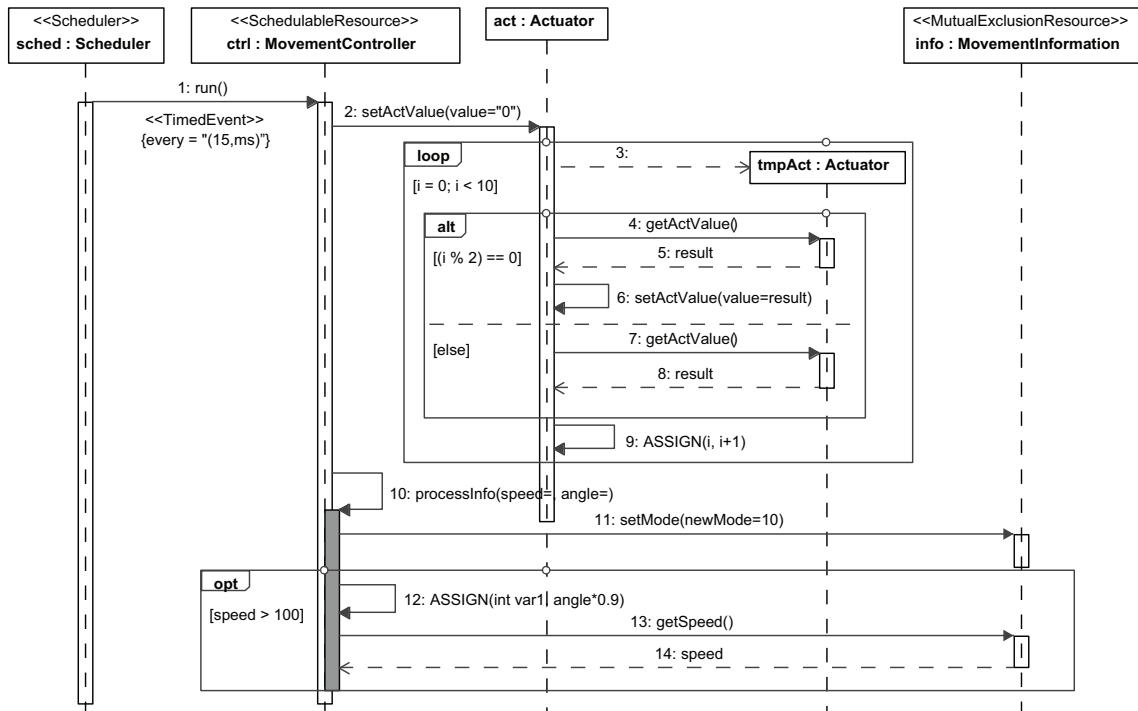 <<Scheduler>>
sched : Scheduler
<<SchedulableResource>>
ctrl : MovementController
act : Actuator
<<MutualExclusionResource>>
info : MovementInformation
1: run()
<<TimedEvent>>
{every = "(15,ms)"}
2: setActValue(value="0")
loop
[i = 0; i < 10]
3:
tmpAct : Actuator
alt
[(i % 2) == 0]
4: getActValue()
5: result
6: setActValue(value=result)
[else]
7: getActValue()
8: result
9: ASSIGN(i, i+1)
10: processInfo(speed=, angle=)
11: setMode(newMode=10)
opt
[speed > 100]
12: ASSIGN(int var1, angle*0.9)
13: getSpeed()
14: speed